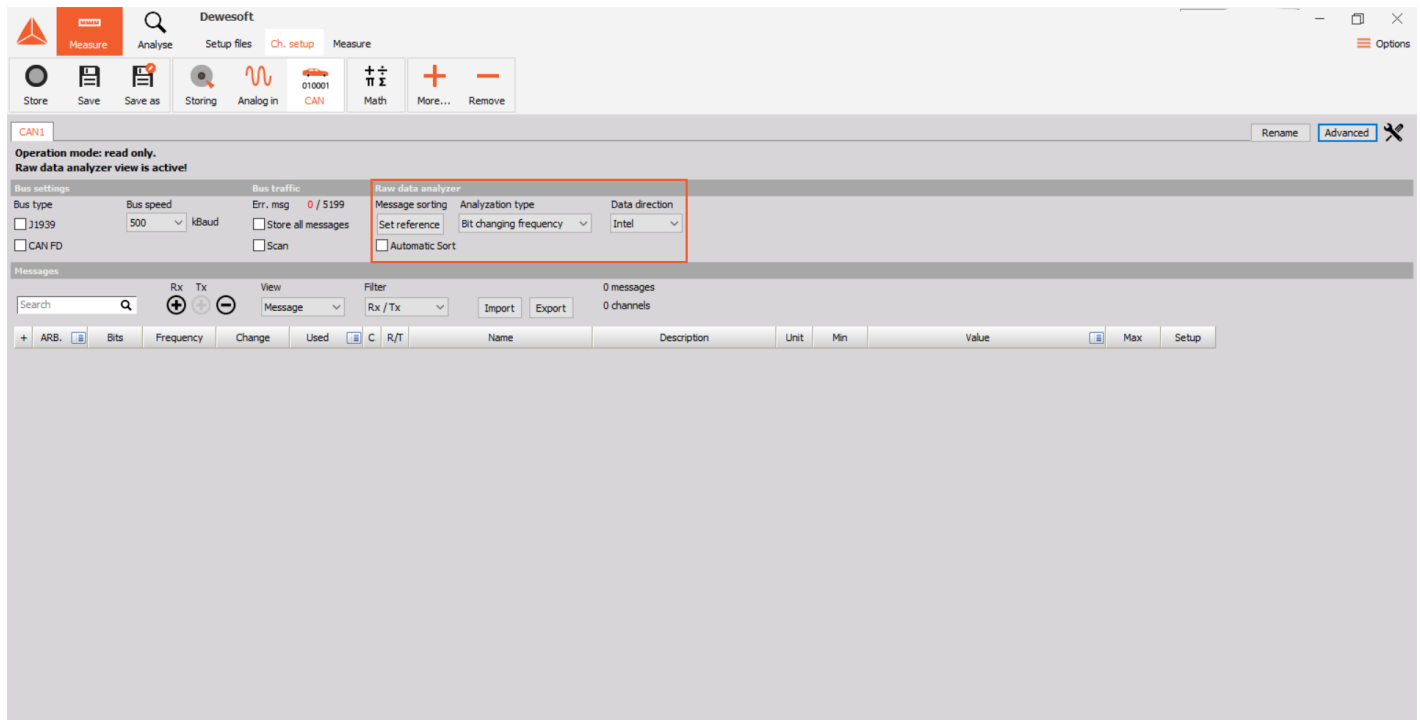 Dewesoft
Measure Analyse Setup files Ch. setup Measure
Options
010001
+ ÷
π Σ
Store Save Save as Storing Analog in CAN Math More... Remove
CAN1 Rename Advanced
Operation mode: read only.
Raw data analyzer view is active!
Bus settings Bus traffic Raw data analyzer
Bus type Bus speed Err. msg 0 / 5199 Message sorting Analyzation type Data direction
J1939 500 kBaud Store all messages Set reference Bit changing frequency Intel
CAN FD Scan Automatic Sort
Messages
Rx Tx View Filter 0 messages
Search Message Rx / Tx Import Export 0 channels
+ ARB. Bits Frequency Change Used C R/T Name Description Unit Min Value Max Setup